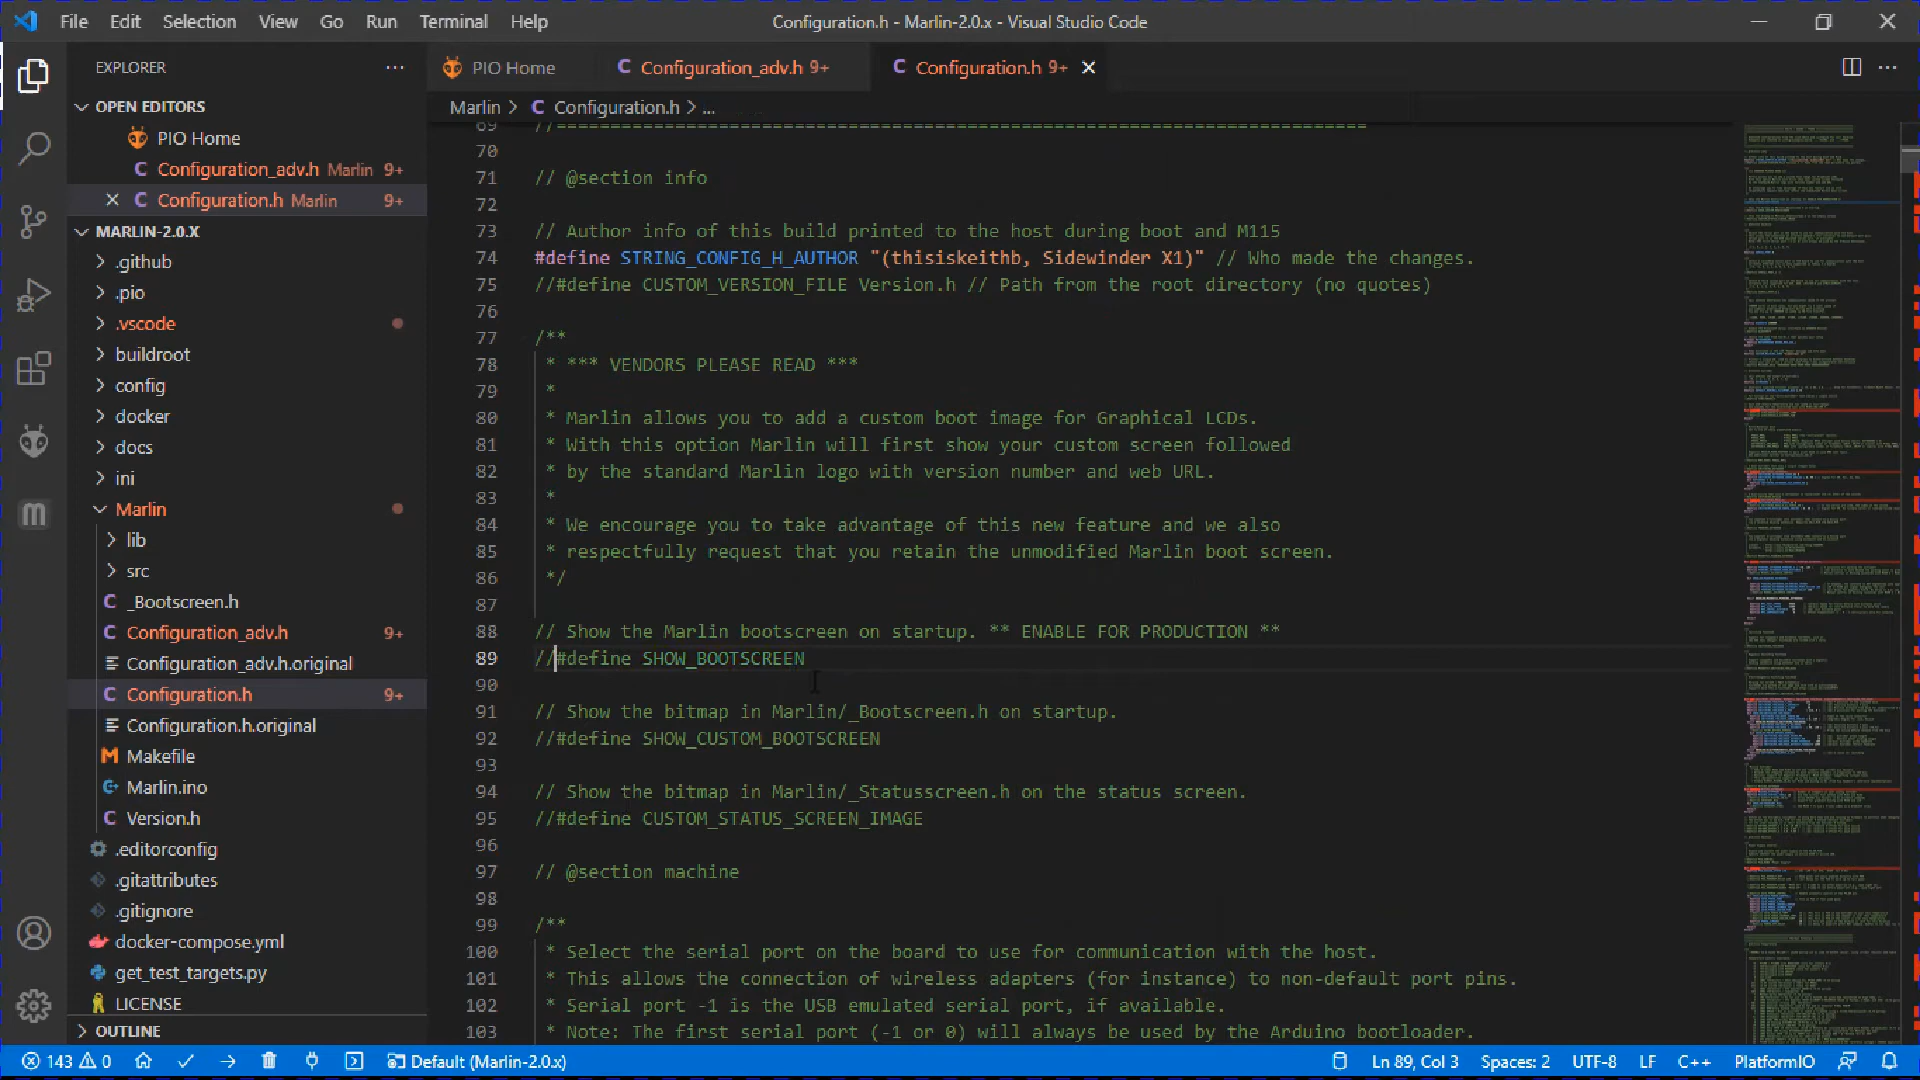 File Edit Selection View Go Run Terminal Help Configuration.h - Marlin-2.0.x - Visual Studio Code
EXPLORER
OPEN EDITORS
PIO Home
C Configuration_adv.h Marlin 9+
C Configuration.h Marlin 9+
MARLIN-2.0.X
.github
.pio
.vscode
buildroot
config
docker
docs
ini
Marlin
lib
src
C _Bootscreen.h
C Configuration_adv.h 9+
Configuration_adv.h.original
C Configuration.h 9+
Configuration.h.original
M Makefile
Marlin.ino
C Version.h
.editorconfig
.gitattributes
.gitignore
docker-compose.yml
get_test_targets.py
LICENSE
OUTLINE
PIO Home C Configuration_adv.h 9+ C Configuration.h 9+
Marlin > C Configuration.h > ...
69 //===========================================================================
70
71 // @section info
72
73 // Author info of this build printed to the host during boot and M115
74 #define STRING_CONFIG_H_AUTHOR "(thisiskeithb, Sidewinder X1)" // Who made the changes.
75 //#define CUSTOM_VERSION_FILE Version.h // Path from the root directory (no quotes)
76
77 /**
78 * *** VENDORS PLEASE READ ***
79 *
80 * Marlin allows you to add a custom boot image for Graphical LCDs.
81 * With this option Marlin will first show your custom screen followed
82 * by the standard Marlin logo with version number and web URL.
83 *
84 * We encourage you to take advantage of this new feature and we also
85 * respectfully request that you retain the unmodified Marlin boot screen.
86 */
87
88 // Show the Marlin bootscreen on startup. ** ENABLE FOR PRODUCTION **
89 //#define SHOW_BOOTSCREEN
90
91 // Show the bitmap in Marlin/_Bootscreen.h on startup.
92 //#define SHOW_CUSTOM_BOOTSCREEN
93
94 // Show the bitmap in Marlin/_Statusscreen.h on the status screen.
95 //#define CUSTOM_STATUS_SCREEN_IMAGE
96
97 // @section machine
98
99 /**
100 * Select the serial port on the board to use for communication with the host.
101 * This allows the connection of wireless adapters (for instance) to non-default port pins.
102 * Serial port -1 is the USB emulated serial port, if available.
103 * Note: The first serial port (-1 or 0) will always be used by the Arduino bootloader.
143 0 Default (Marlin-2.0.x) Ln 89, Col 3 Spaces: 2 UTF-8 LF C++ PlatformIO